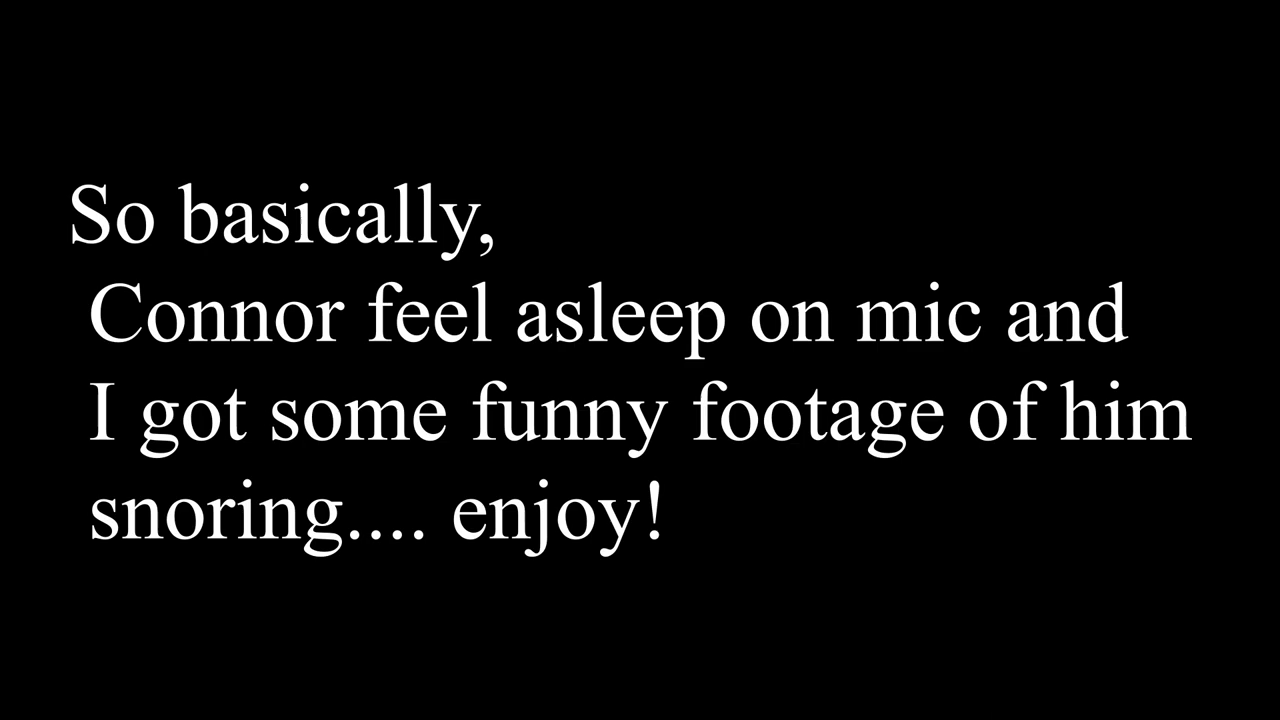 So basically,
Connor feel asleep on mic and
I got some funny footage of him
snoring.... enjoy!